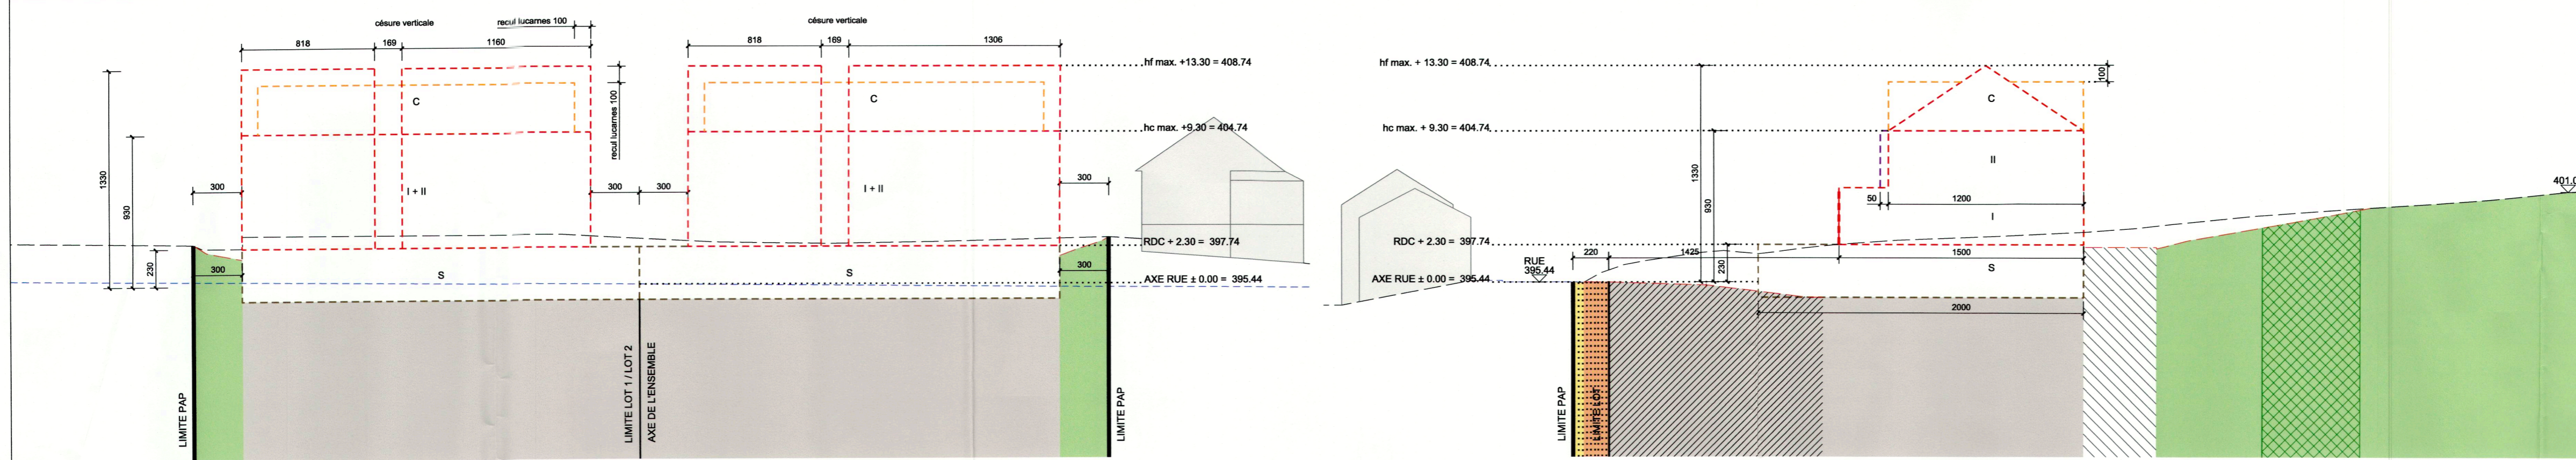 césure verticale
recul lucarnes 100
césure verticale
818
169
1160
818
169
1306
hf max. +13.30 = 408.74
hf max. + 13.30 = 408.74
100
recul lucarnes 100
C
C
C
hc max. +9.30 = 404.74
hc max. + 9.30 = 404.74
1330
930
300
I + II
300
300
I + II
300
1330
930
II
50
1200
I
401.0
RDC + 2.30 = 397.74
RDC + 2.30 = 397.74
230
300
S
S
300
AXE RUE ± 0.00 = 395.44
AXE RUE ± 0.00 = 395.44
RUE
395.44
220
1425
230
1500
S
2000
LIMITE PAP
LIMITE LOT 1 / LOT 2
AXE DE L'ENSEMBLE
LIMITE PAP
LIMITE PAP
LIMITE LOT